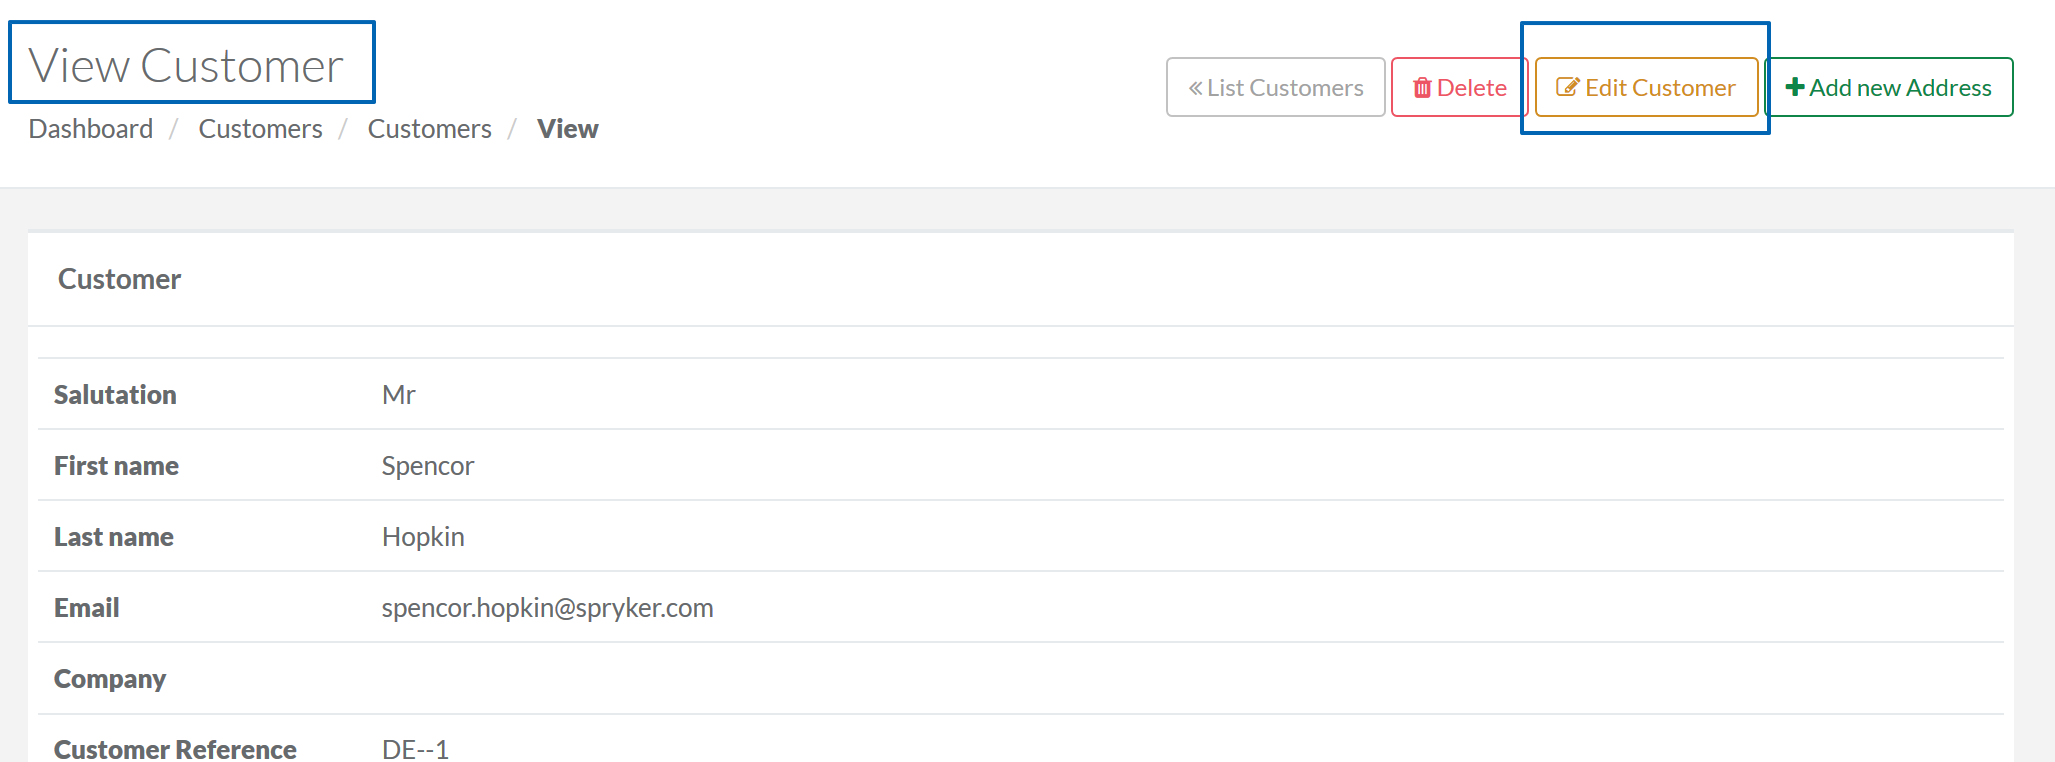 View Customer
« List Customers Delete Edit Customer + Add new Address
Dashboard / Customers / Customers / View
Customer
Salutation Mr
First name Spencor
Last name Hopkin
Email spencor.hopkin@spryker.com
Company
Customer Reference DE--1